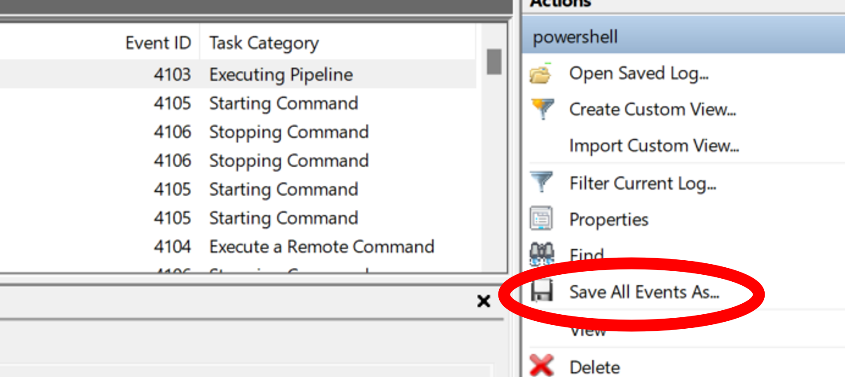 Event ID Task Category
4103 Executing Pipeline
4105 Starting Command
4106 Stopping Command
4106 Stopping Command
4105 Starting Command
4105 Starting Command
4104 Execute a Remote Command
Actions
powershell
Open Saved Log...
Create Custom View...
Import Custom View...
Filter Current Log...
Properties
Find...
Save All Events As...
View
Delete